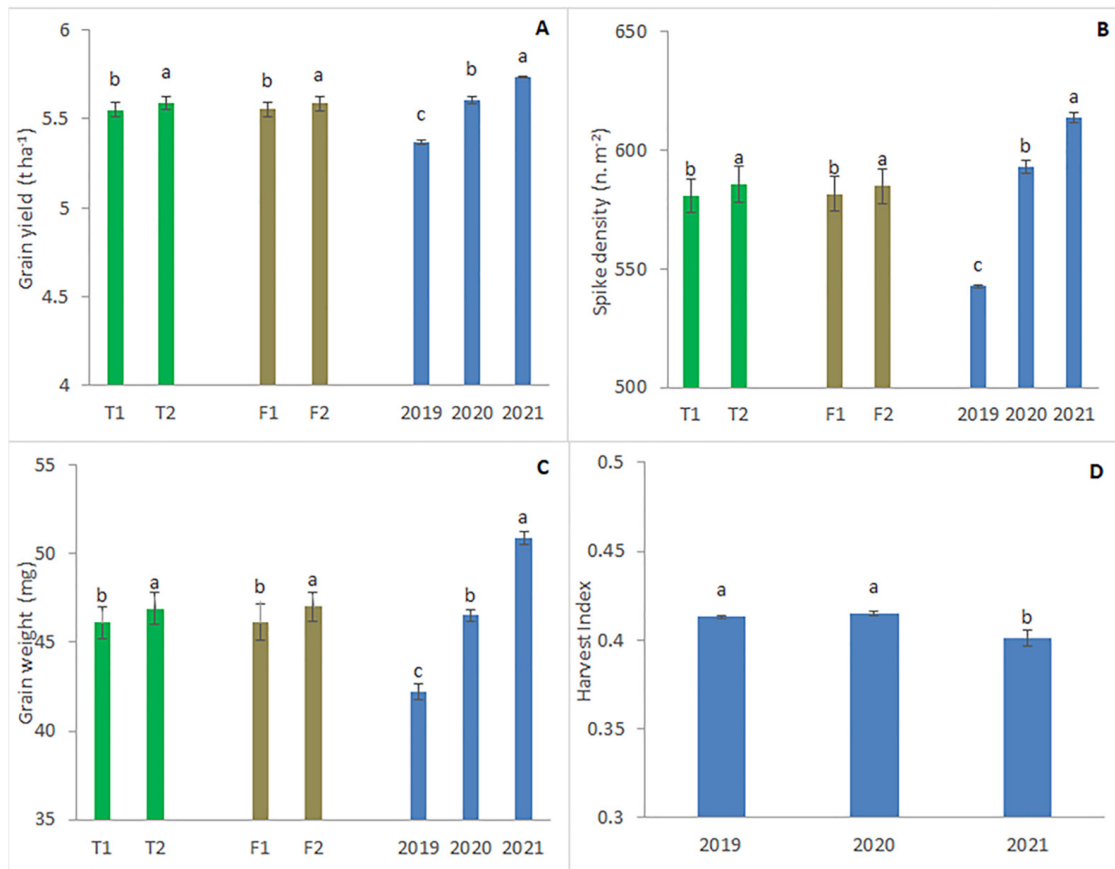 A
Grain yield (t ha⁻¹)
6
5.5
5
4.5
4
b a b a c b a
T1 T2 F1 F2 2019 2020 2021
B
Spike density (n. m⁻²)
650
600
550
500
b a b a c b a
T1 T2 F1 F2 2019 2020 2021
C
Grain weight (mg)
55
50
45
40
35
b a b a c b a
T1 T2 F1 F2 2019 2020 2021
D
Harvest Index
0.5
0.45
0.4
0.35
0.3
a a b
2019 2020 2021